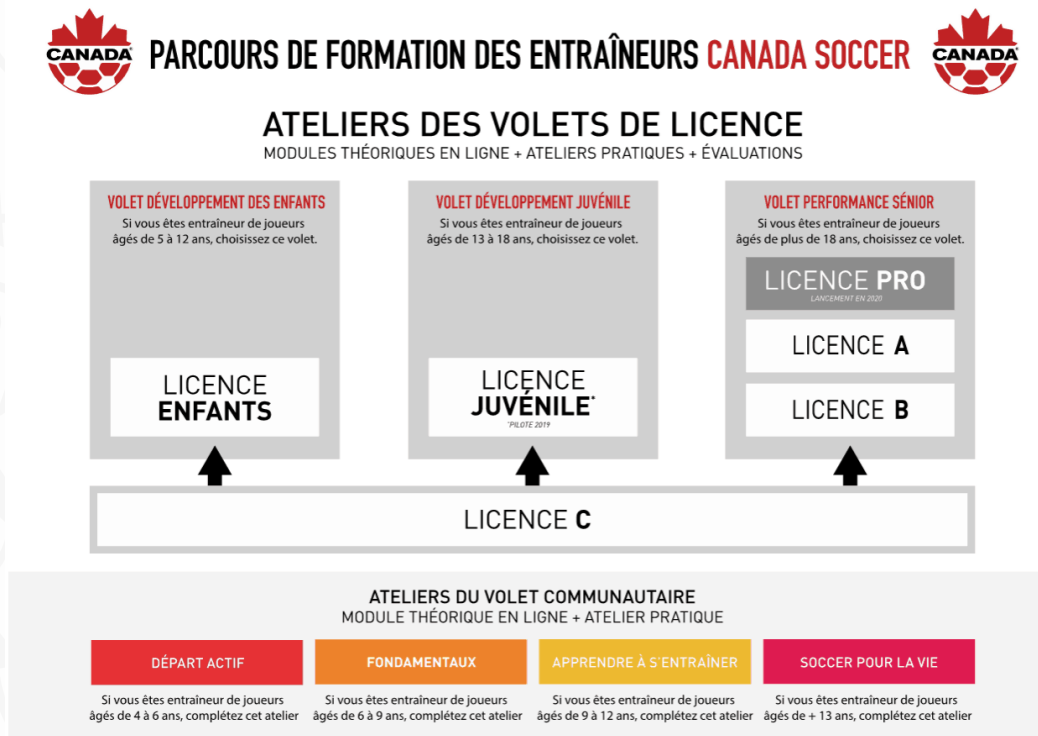 CANADA
PARCOURS DE FORMATION DES ENTRAÎNEURS CANADA SOCCER
CANADA
ATELIERS DES VOLETS DE LICENCE
MODULES THÉORIQUES EN LIGNE + ATELIERS PRATIQUES + ÉVALUATIONS
VOLET DÉVELOPPEMENT DES ENFANTS
Si vous êtes entraîneur de joueurs
âgés de 5 à 12 ans, choisissez ce volet.
LICENCE
ENFANTS
VOLET DÉVELOPPEMENT JUVÉNILE
Si vous êtes entraîneur de joueurs
âgés de 13 à 18 ans, choisissez ce volet.
LICENCE
JUVÉNILE*
*PILOTE 2019
VOLET PERFORMANCE SÉNIOR
Si vous êtes entraîneur de joueurs
âgés de plus de 18 ans, choisissez ce volet.
LICENCE PRO
LANCEMENT EN 2020
LICENCE A
LICENCE B
LICENCE C
ATELIERS DU VOLET COMMUNAUTAIRE
MODULE THÉORIQUE EN LIGNE + ATELIER PRATIQUE
DÉPART ACTIF
Si vous êtes entraîneur de joueurs
âgés de 4 à 6 ans, complétez cet atelier
FONDAMENTAUX
Si vous êtes entraîneur de joueurs
âgés de 6 à 9 ans, complétez cet atelier
APPRENDRE À S'ENTRAÎNER
Si vous êtes entraîneur de joueurs
âgés de 9 à 12 ans, complétez cet atelier
SOCCER POUR LA VIE
Si vous êtes entraîneur de joueurs
âgés de + 13 ans, complétez cet atelier